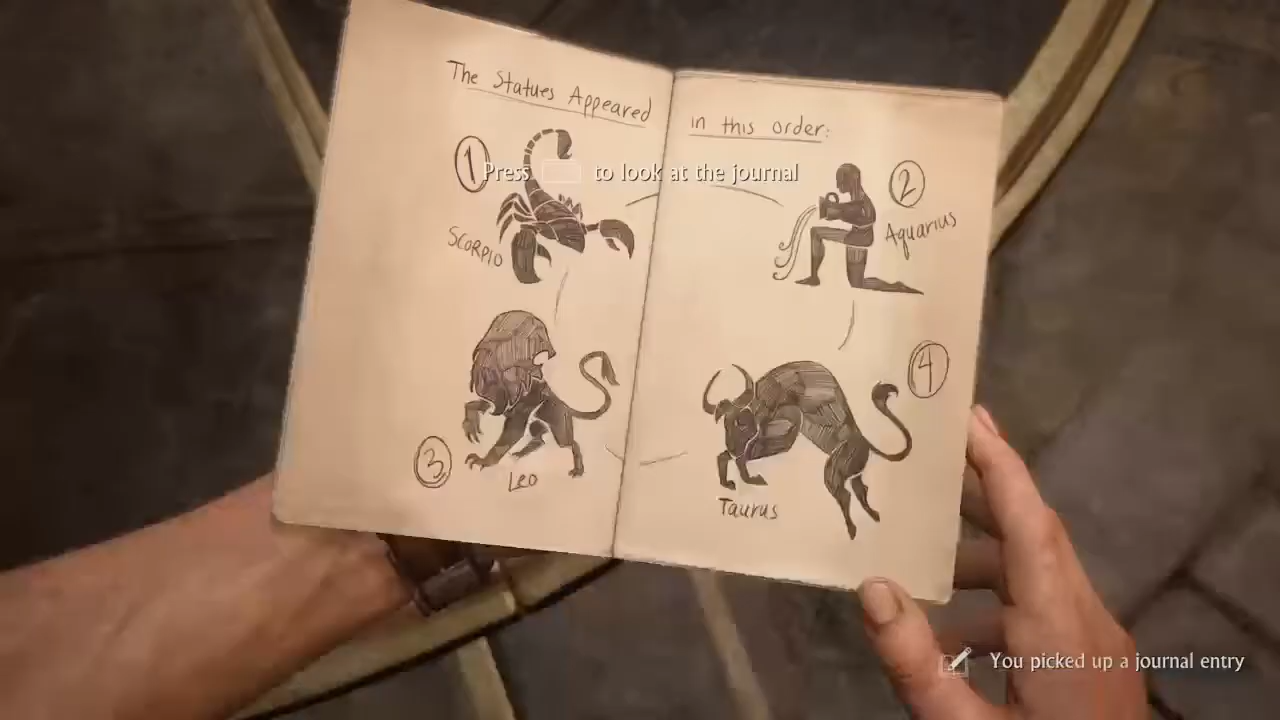 The Statues Appeared
in this order:
1
Press to look at the journal
2
SCORPIO
Aquarius
4
3
Leo
Taurus
You picked up a journal entry